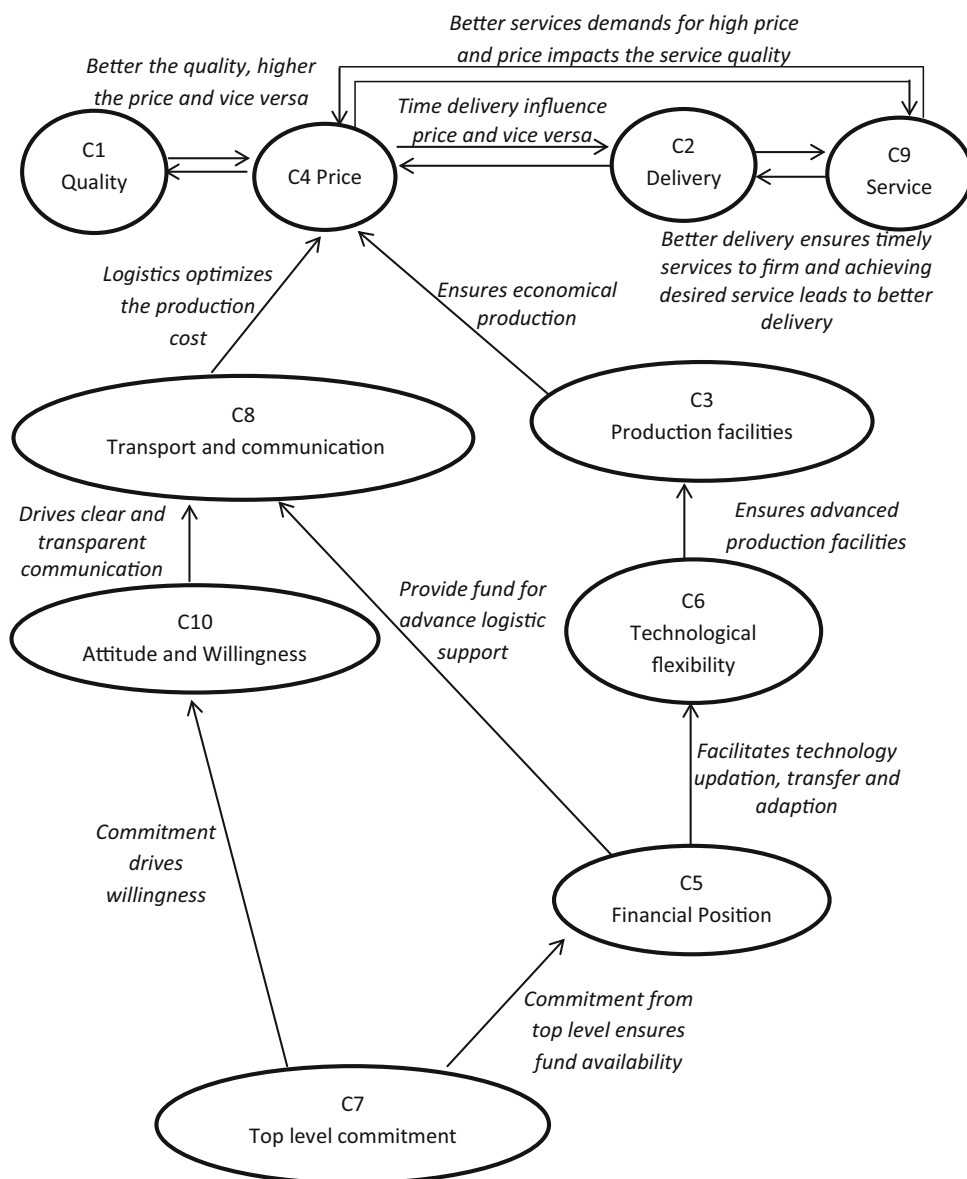 Better services demands for high price
and price impacts the service quality
Better the quality, higher
the price and vice versa
Time delivery influence
price and vice versa
C1
Quality
C4 Price
C2
Delivery
C9
Service
Better delivery ensures timely
services to firm and achieving
desired service leads to better
delivery
Logistics optimizes
the production
cost
Ensures economical
production
C8
Transport and communication
C3
Production facilities
Drives clear and
transparent
communication
Ensures advanced
production facilities
C10
Attitude and Willingness
Provide fund for
advance logistic
support
C6
Technological
flexibility
Facilitates technology
updation, transfer and
adaption
Commitment
drives
willingness
C5
Financial Position
Commitment from
top level ensures
fund availability
C7
Top level commitment